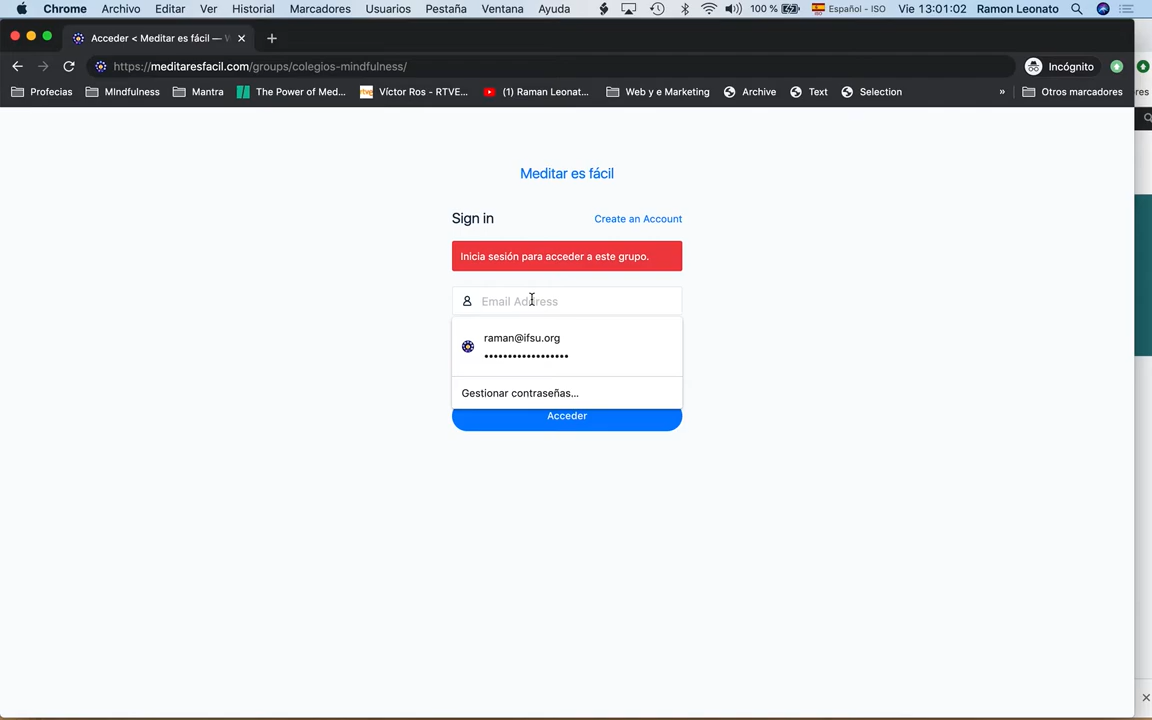 Chrome Archivo Editar Ver Historial Marcadores Usuarios Pestaña Ventana Ayuda 100 % Español - ISO Vie 13:01:02 Ramon Leonato
Acceder < Meditar es fácil —
https://meditaresfacil.com/groups/colegios-mindfulness/ Incógnito
Profecias MIndfulness Mantra The Power of Med... Víctor Ros - RTVE... (1) Raman Leonat... Web y e Marketing Archive Text Selection » Otros marcadores res
Meditar es fácil
Sign in Create an Account
Inicia sesión para acceder a este grupo.
Email Address
raman@ifsu.org
Gestionar contraseñas...
Acceder